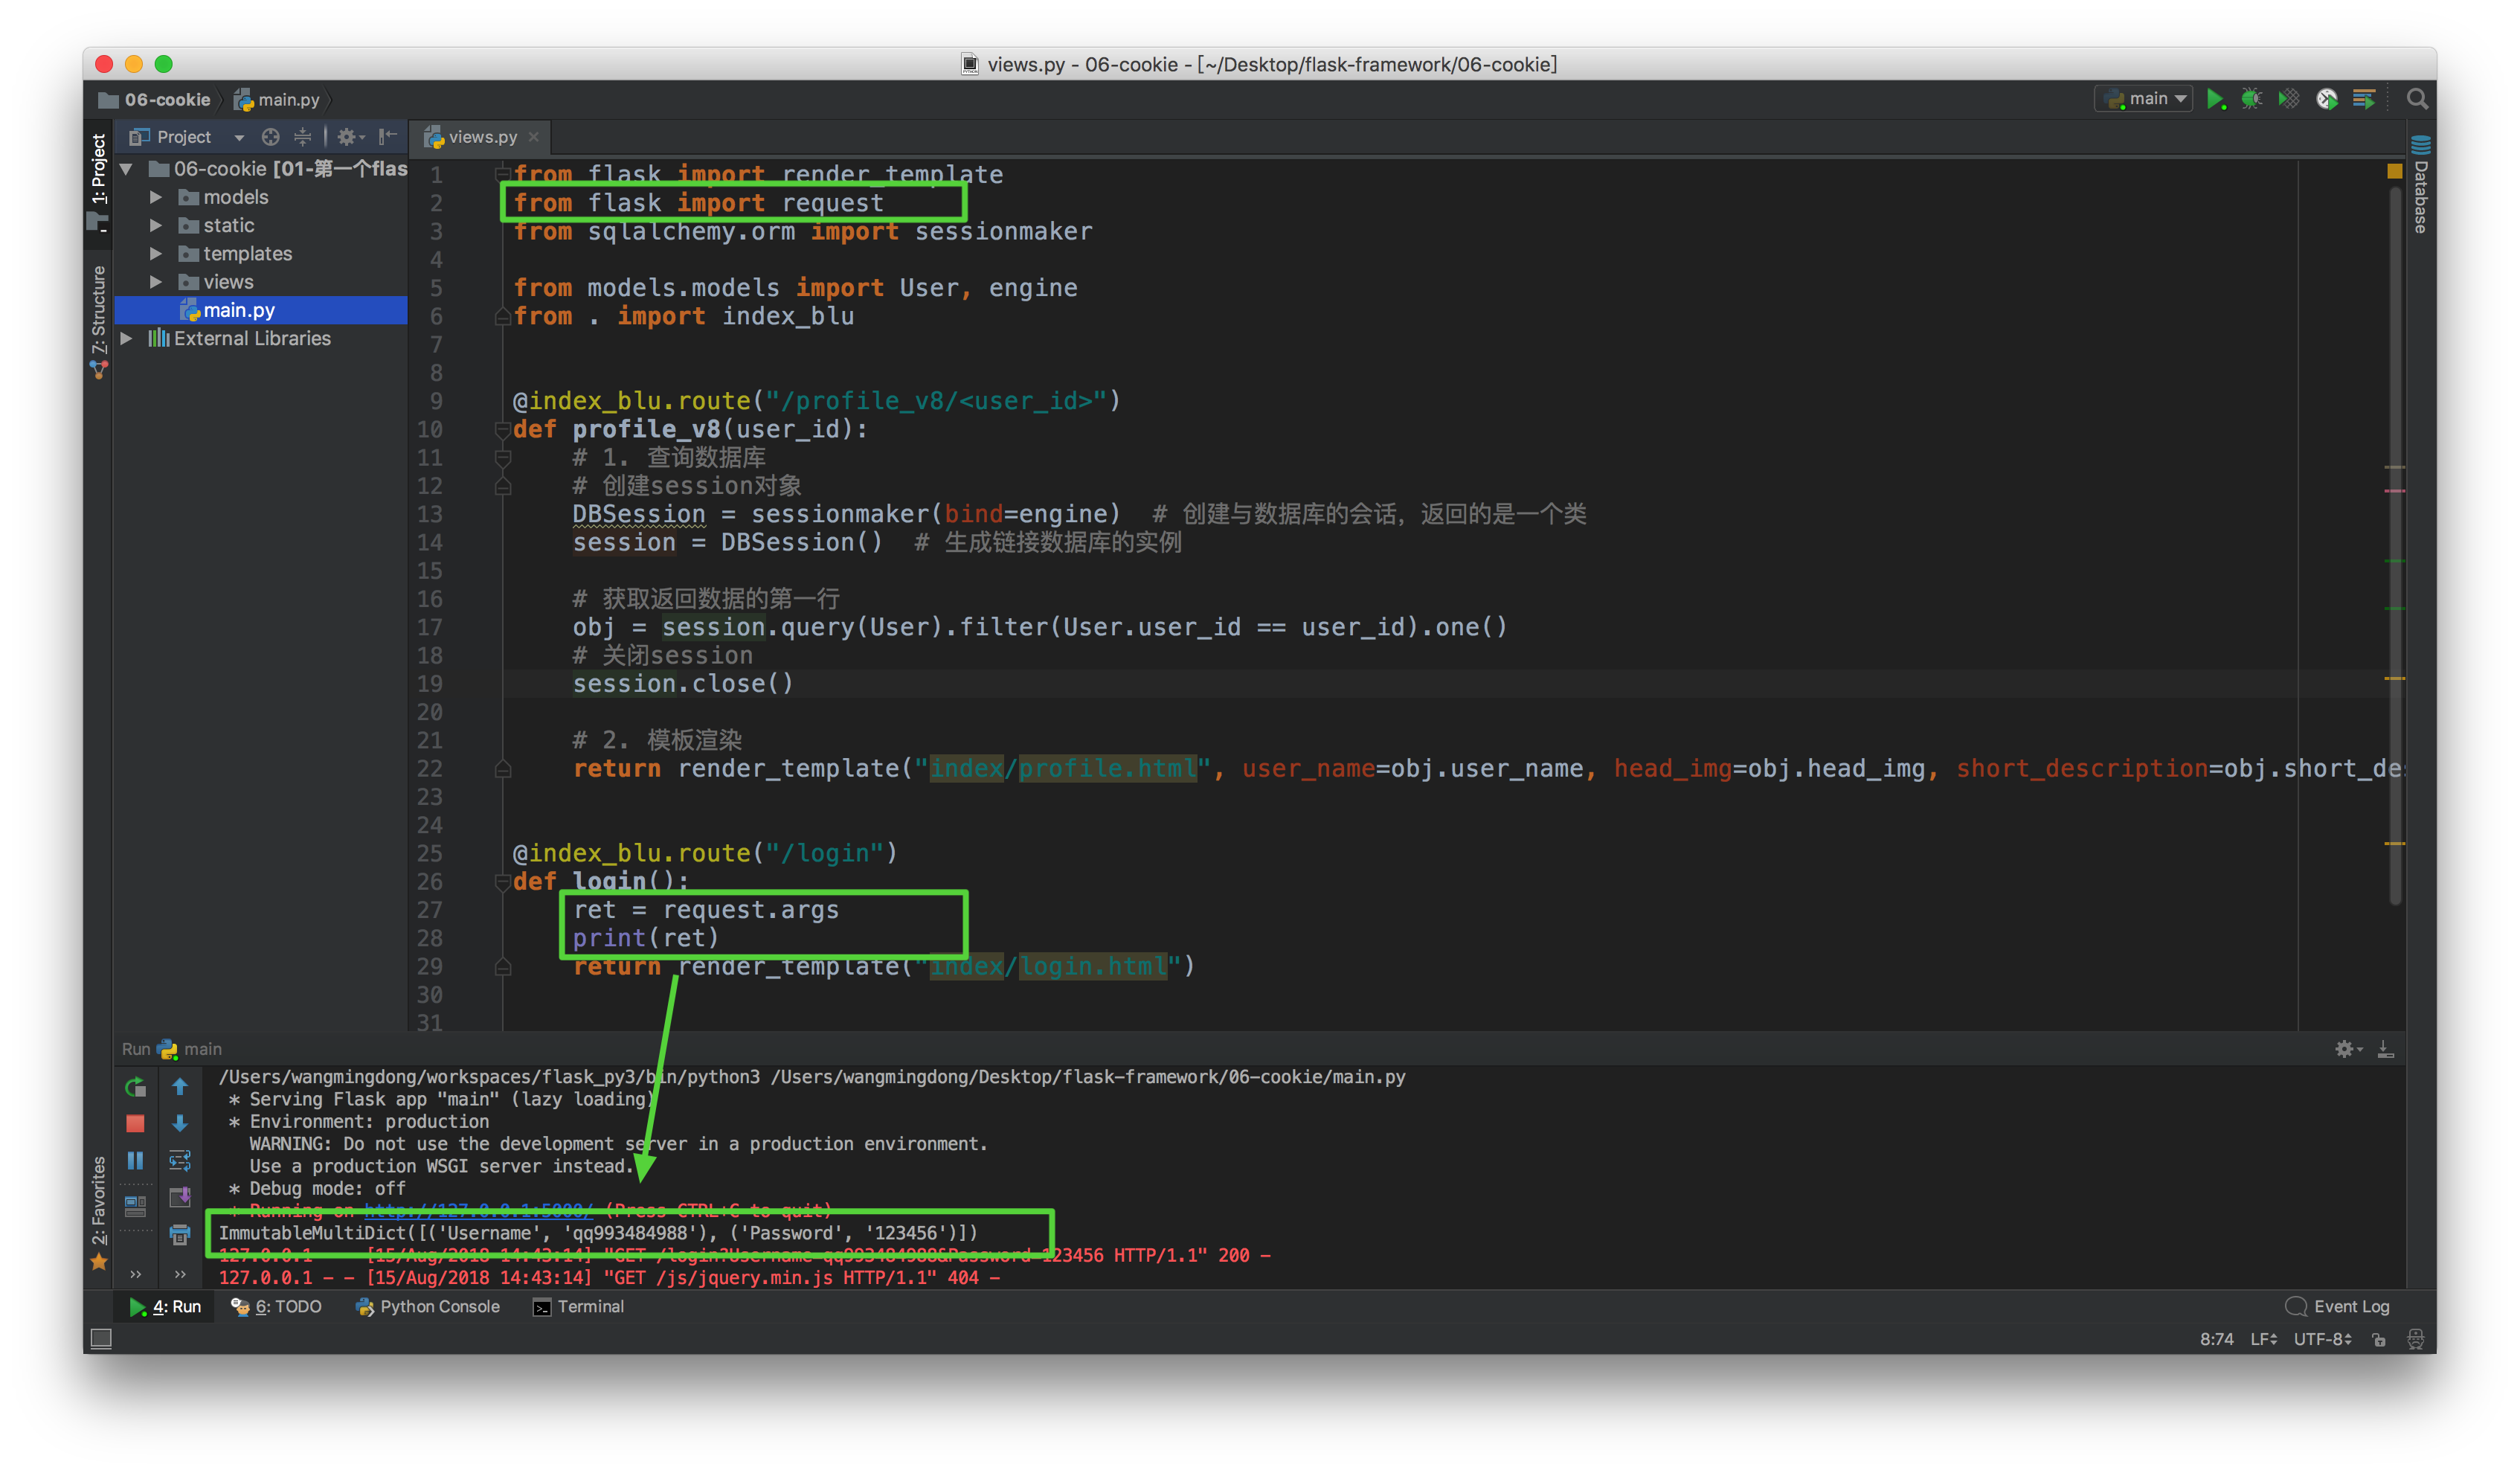 views.py - 06-cookie - [~/Desktop/flask-framework/06-cookie]
06-cookie main.py
main
1: Project
Project
views.py
06-cookie [01-第一个flas
models
static
templates
views
main.py
External Libraries
7: Structure
2: Favorites
Database
1 from flask import render_template
2 from flask import request
3 from sqlalchemy.orm import sessionmaker
4
5 from models.models import User, engine
6 from . import index_blu
7
8
9 @index_blu.route("/profile_v8/<user_id>")
10 def profile_v8(user_id):
11 # 1. 查询数据库
12 # 创建session对象
13 DBSession = sessionmaker(bind=engine)  # 创建与数据库的会话，返回的是一个类
14 session = DBSession()  # 生成链接数据库的实例
15
16 # 获取返回数据的第一行
17 obj = session.query(User).filter(User.user_id == user_id).one()
18 # 关闭session
19 session.close()
20
21 # 2. 模板渲染
22 return render_template("index/profile.html", user_name=obj.user_name, head_img=obj.head_img, short_description=obj.short_de
23
24
25 @index_blu.route("/login")
26 def login():
27 ret = request.args
28 print(ret)
29 return render_template("index/login.html")
30
31
Run main
/Users/wangmingdong/workspaces/flask_py3/bin/python3 /Users/wangmingdong/Desktop/flask-framework/06-cookie/main.py
* Serving Flask app "main" (lazy loading)
* Environment: production
WARNING: Do not use the development server in a production environment.
Use a production WSGI server instead.
* Debug mode: off
* Running on http://127.0.0.1:5000/ (Press CTRL+C to quit)
ImmutableMultiDict([('Username', 'qq993484988'), ('Password', '123456')])
127.0.0.1 - - [15/Aug/2018 14:43:14] "GET /login?Username=qq993484988&Password=123456 HTTP/1.1" 200 -
127.0.0.1 - - [15/Aug/2018 14:43:14] "GET /js/jquery.min.js HTTP/1.1" 404 -
4: Run 6: TODO Python Console Terminal Event Log
8:74 LF UTF-8